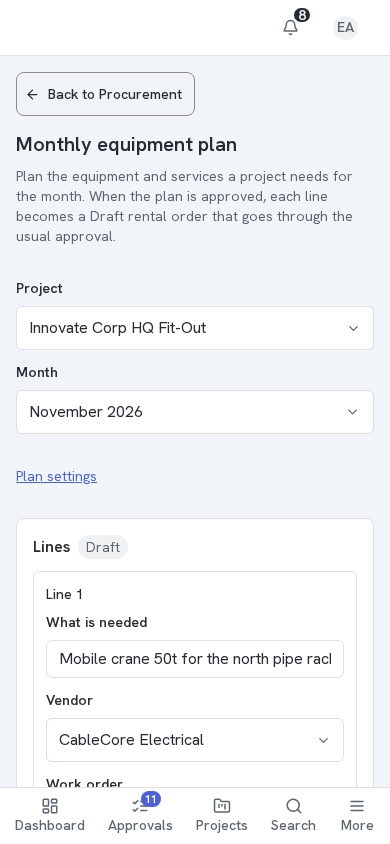 8
EA
Back to Procurement
Monthly equipment plan
Plan the equipment and services a project needs for
the month. When the plan is approved, each line
becomes a Draft rental order that goes through the
usual approval.
Project
Innovate Corp HQ Fit-Out
Month
November 2026
Plan settings
Lines Draft
Line 1
What is needed
Mobile crane 50t for the north pipe rack
Vendor
CableCore Electrical
Work order
11
Dashboard Approvals Projects Search More